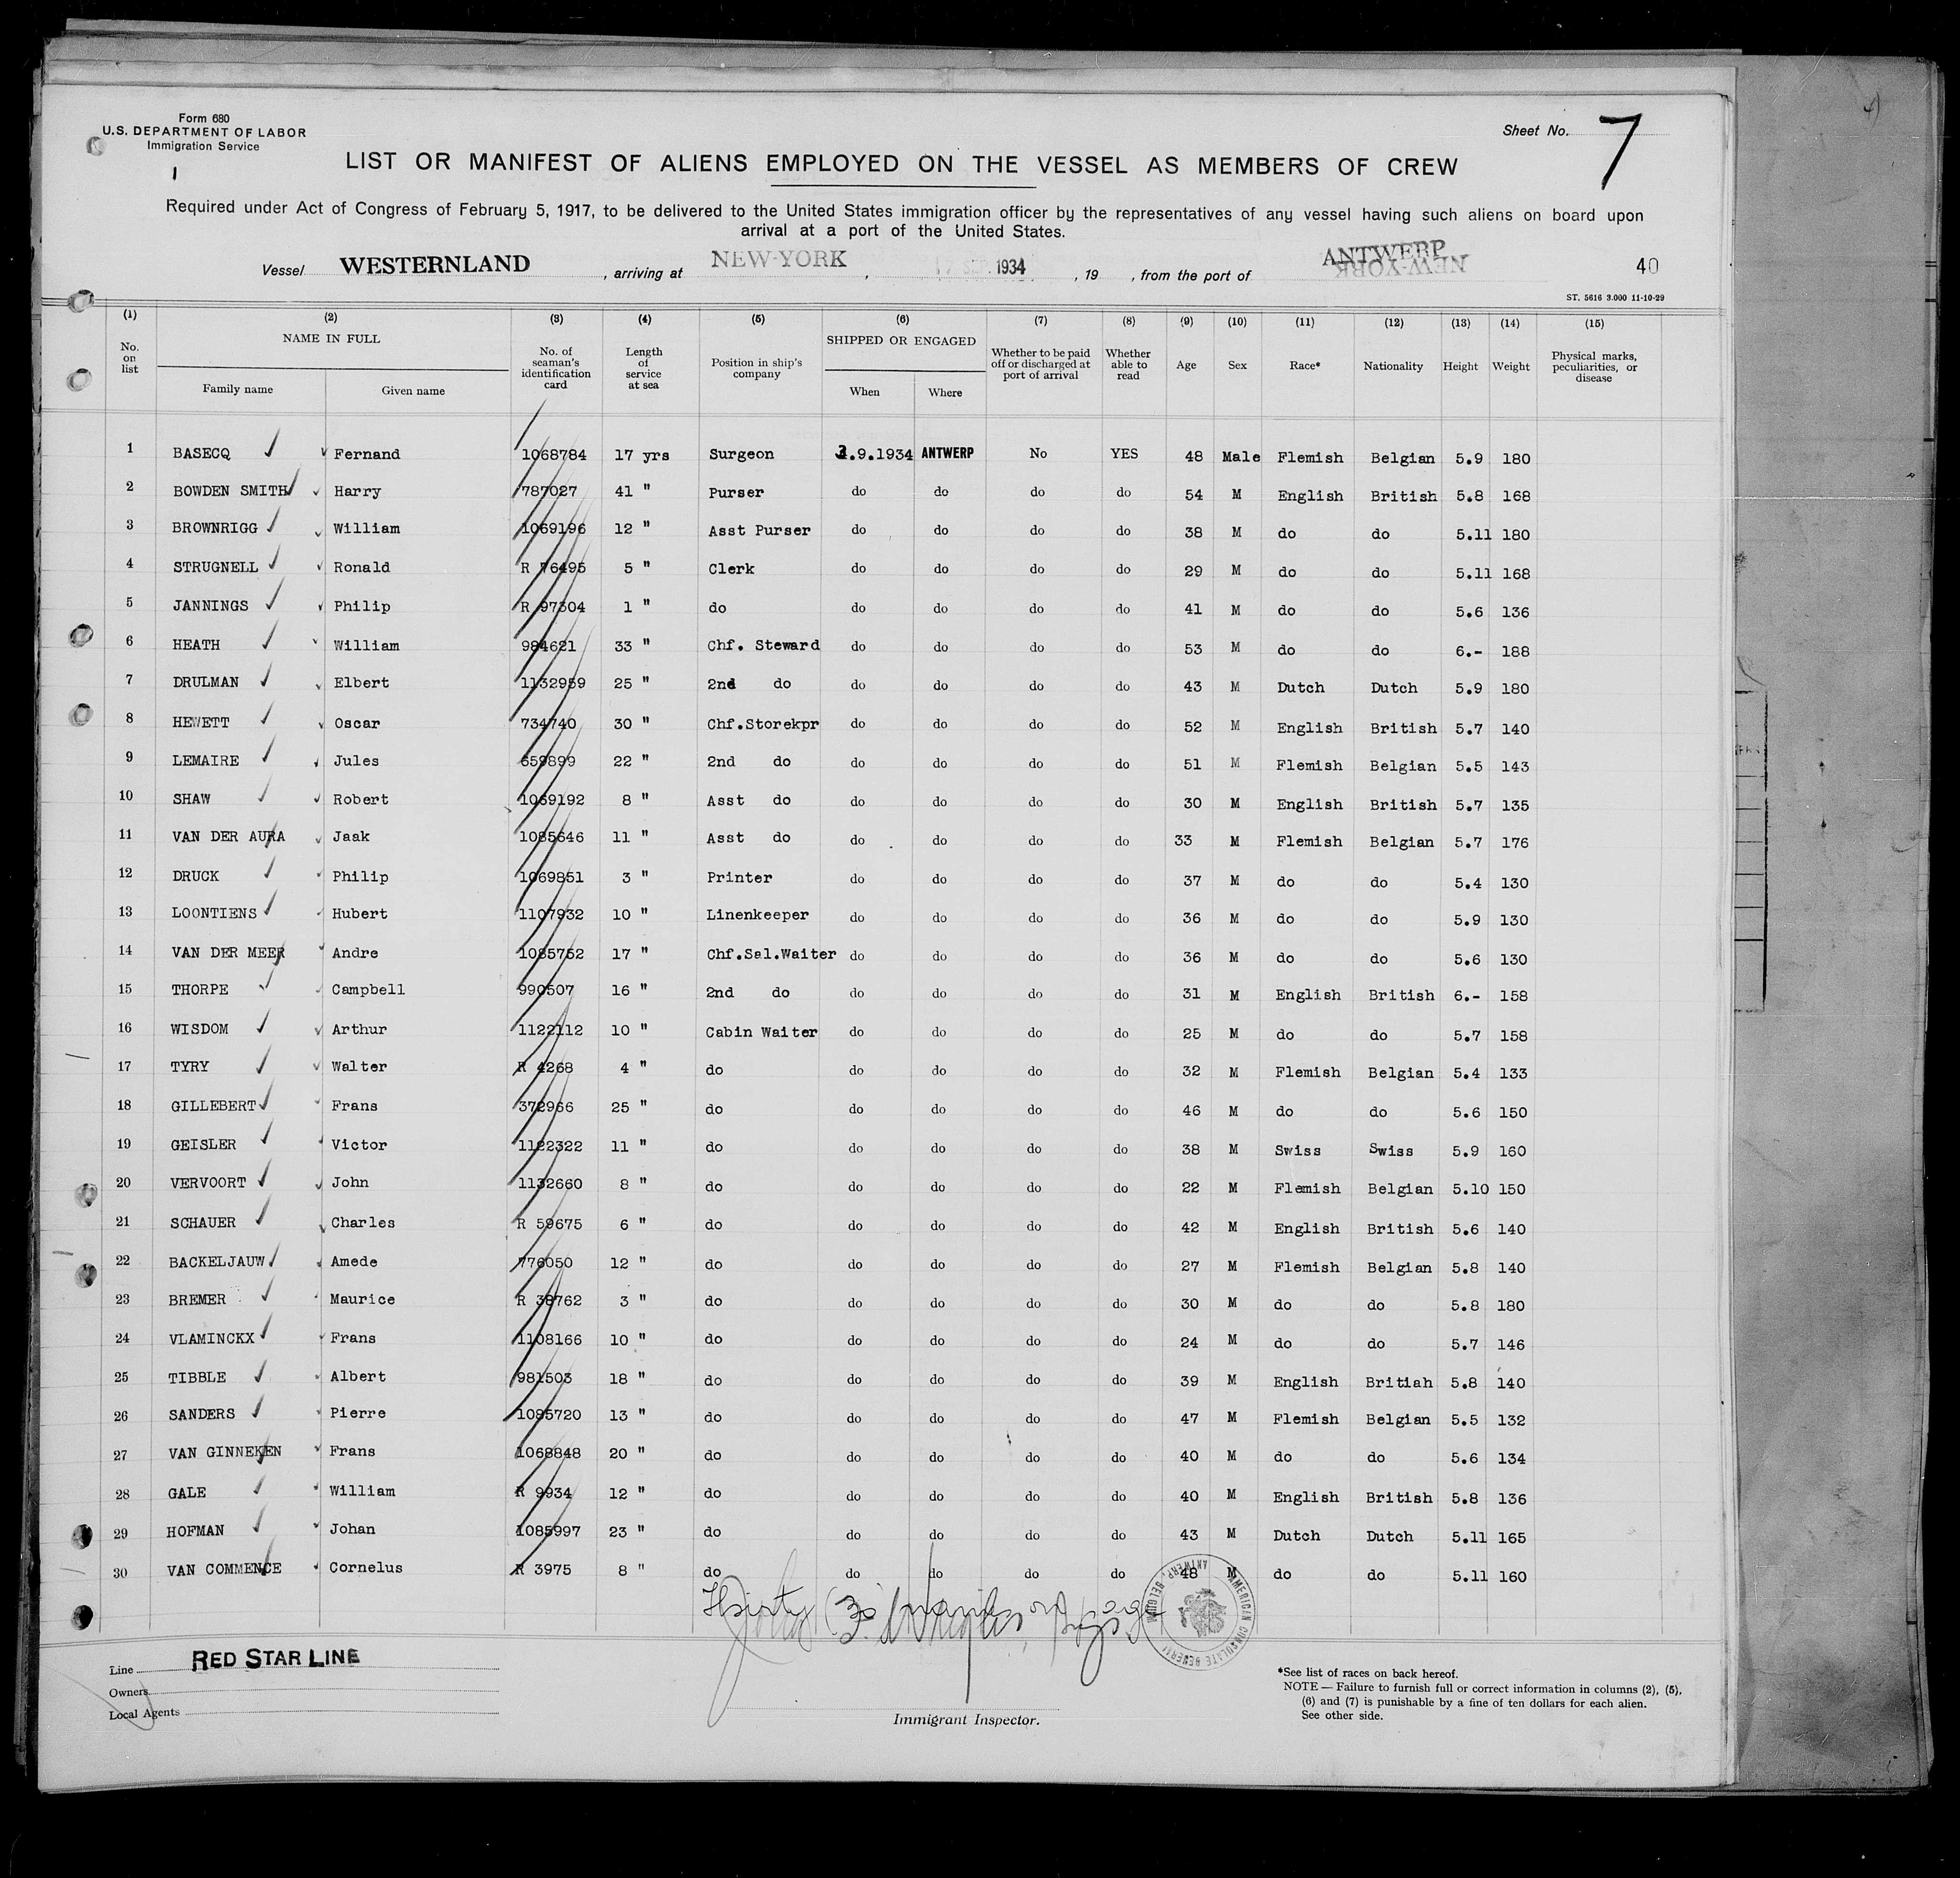 Form 680
U.S. DEPARTMENT OF LABOR
Immigration Service
1
Sheet No. 7
LIST OR MANIFEST OF ALIENS EMPLOYED ON THE VESSEL AS MEMBERS OF CREW
Required under Act of Congress of February 5, 1917, to be delivered to the United States immigration officer by the representatives of any vessel having such aliens on board upon
arrival at a port of the United States.
Vessel WESTERNLAND, arriving at NEW-YORK, 1934, 19 , from the port of ANTWERP NEW-YORK 40
ST. 5616 3.000 11-10-29
(1) (2) (3) (4) (5) (6) (7) (8) (9) (10) (11) (12) (13) (14) (15)
No. on list NAME IN FULL Family name Given name No. of seaman's identification card Length of service at sea Position in ship's company SHIPPED OR ENGAGED When Where Whether to be paid off or discharged at port of arrival Whether able to read Age Sex Race* Nationality Height Weight Physical marks, peculiarities, or disease
1 BASECQ Fernand 1068784 17 yrs Surgeon .9.1934 ANTWERP No YES 48 Male Flemish Belgian 5.9 180
2 BOWDEN SMITH Harry 787027 41 " Purser do do do do 54 M English British 5.8 168
3 BROWNRIGG William 1069196 12 " Asst Purser do do do do 38 M do do 5.11 180
4 STRUGNELL Ronald R 76495 5 " Clerk do do do do 29 M do do 5.11 168
5 JANNINGS Philip R 97304 1 " do do do do do 41 M do do 5.6 136
6 HEATH William 984621 33 " Chf. Steward do do do do 53 M do do 6.- 188
7 DRULMAN Elbert 1132959 25 " 2nd do do do do do 43 M Dutch Dutch 5.9 180
8 HEWETT Oscar 734740 30 " Chf.Storekpr do do do do 52 M English British 5.7 140
9 LEMAIRE Jules 659899 22 " 2nd do do do do do 51 M Flemish Belgian 5.5 143
10 SHAW Robert 1069192 8 " Asst do do do do do 30 M English British 5.7 135
11 VAN DER AURA Jaak 1085646 11 " Asst do do do do do 33 M Flemish Belgian 5.7 176
12 DRUCK Philip 1069851 3 " Printer do do do do 37 M do do 5.4 130
13 LOONTIENS Hubert 1107932 10 " Linenkeeper do do do do 36 M do do 5.9 130
14 VAN DER MEER Andre 1085752 17 " Chf.Sal.Waiter do do do do 36 M do do 5.6 130
15 THORPE Campbell 990507 16 " 2nd do do do do do 31 M English British 6.- 158
16 WISDOM Arthur 1122112 10 " Cabin Waiter do do do do 25 M do do 5.7 158
17 TYRY Walter R 4268 4 " do do do do do 32 M Flemish Belgian 5.4 133
18 GILLEBERT Frans 372966 25 " do do do do do 46 M do do 5.6 150
19 GEISLER Victor 1122322 11 " do do do do do 38 M Swiss Swiss 5.9 160
20 VERVOORT John 1132660 8 " do do do do do 22 M Flemish Belgian 5.10 150
21 SCHAUER Charles R 59675 6 " do do do do do 42 M English British 5.6 140
22 BACKELJAUW Amede 776050 12 " do do do do do 27 M Flemish Belgian 5.8 140
23 BREMER Maurice R 38762 3 " do do do do do 30 M do do 5.8 180
24 VLAMINCKX Frans 1108166 10 " do do do do do 24 M do do 5.7 146
25 TIBBLE Albert 981503 18 " do do do do do 39 M English Britiah 5.8 140
26 SANDERS Pierre 1085720 13 " do do do do do 47 M Flemish Belgian 5.5 132
27 VAN GINNEKEN Frans 1068848 20 " do do do do do 40 M do do 5.6 134
28 GALE William R 9934 12 " do do do do do 40 M English British 5.8 136
29 HOFMAN Johan 1085997 23 " do do do do do 43 M Dutch Dutch 5.11 165
30 VAN COMMENCE Cornelus R 3975 8 " do do do do do 48 M do do 5.11 160
Thirty (30)
AMERICAN CONSULATE GENERAL ANTWERP, BELGIUM
Line RED STAR LINE
Owners
Local Agents
Immigrant Inspector.
*See list of races on back hereof.
NOTE — Failure to furnish full or correct information in columns (2), (5),
(6) and (7) is punishable by a fine of ten dollars for each alien.
See other side.